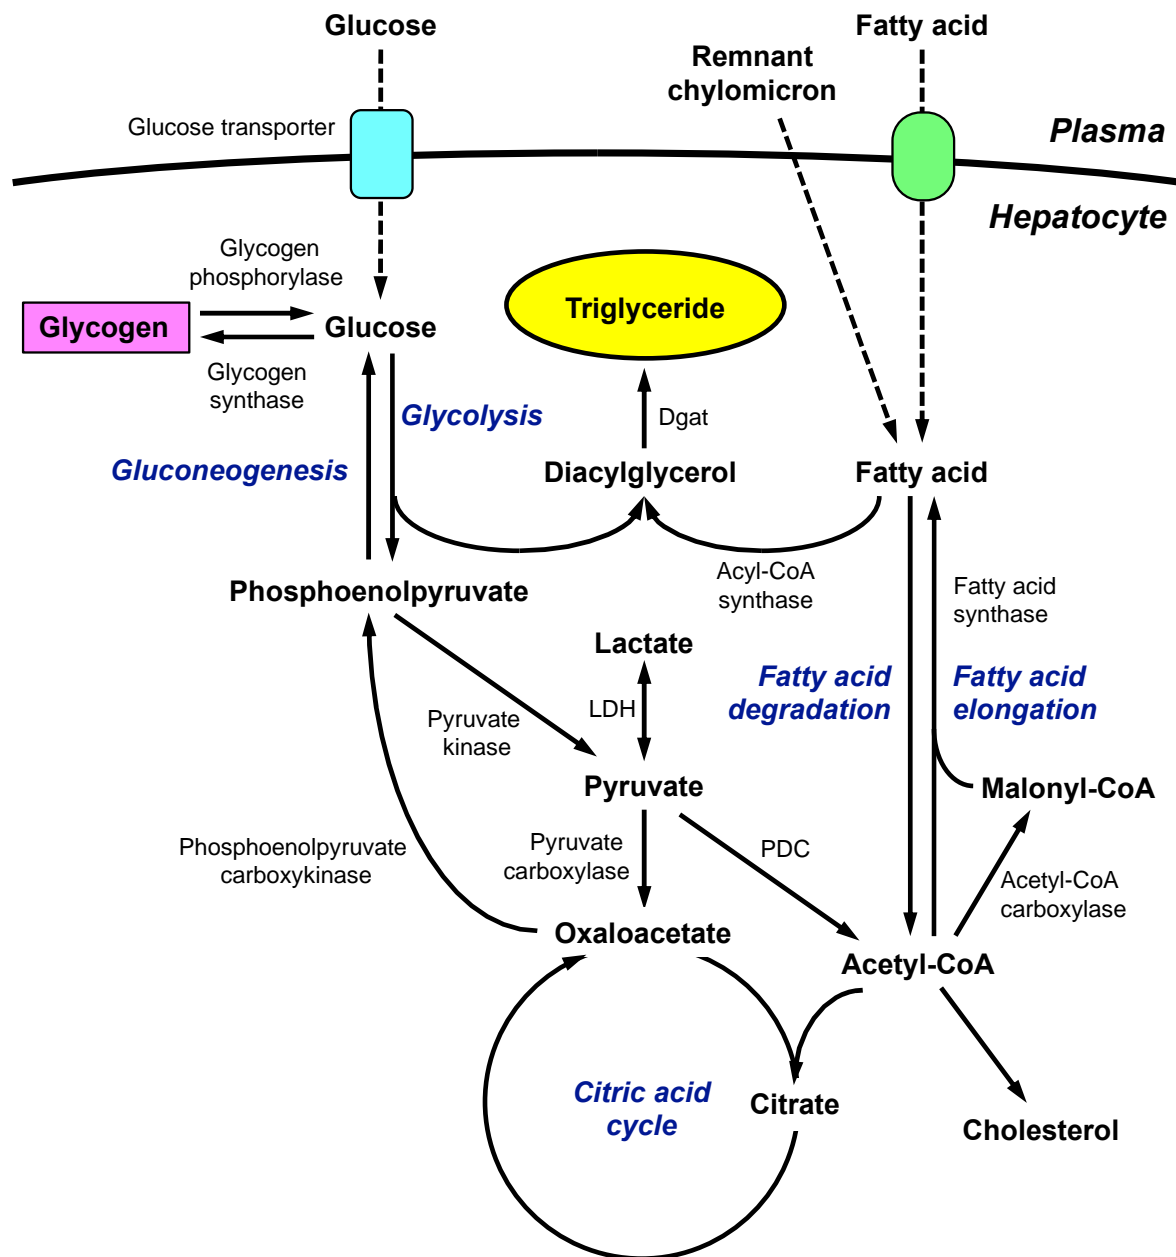 Glucose
Fatty acid
Remnant
chylomicron
Glucose transporter
Plasma
Hepatocyte
Glycogen
phosphorylase
Triglyceride
Glycogen
Glucose
Glycogen
synthase
Glycolysis
Dgat
Gluconeogenesis
Diacylglycerol
Fatty acid
Phosphoenolpyruvate
Acyl-CoA
synthase
Fatty acid
synthase
Lactate
Fatty acid
degradation
Fatty acid
elongation
LDH
Pyruvate
kinase
Pyruvate
Malonyl-CoA
Phosphoenolpyruvate
carboxykinase
Pyruvate
carboxylase
PDC
Acetyl-CoA
carboxylase
Oxaloacetate
Acetyl-CoA
Citric acid
cycle
Citrate
Cholesterol